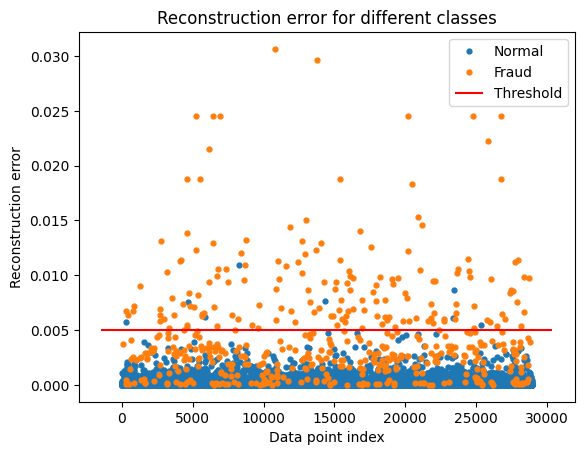 Reconstruction error for different classes
Normal
Fraud
Threshold
Reconstruction error
0.030
0.025
0.020
0.015
0.010
0.005
0.000
0 5000 10000 15000 20000 25000 30000
Data point index